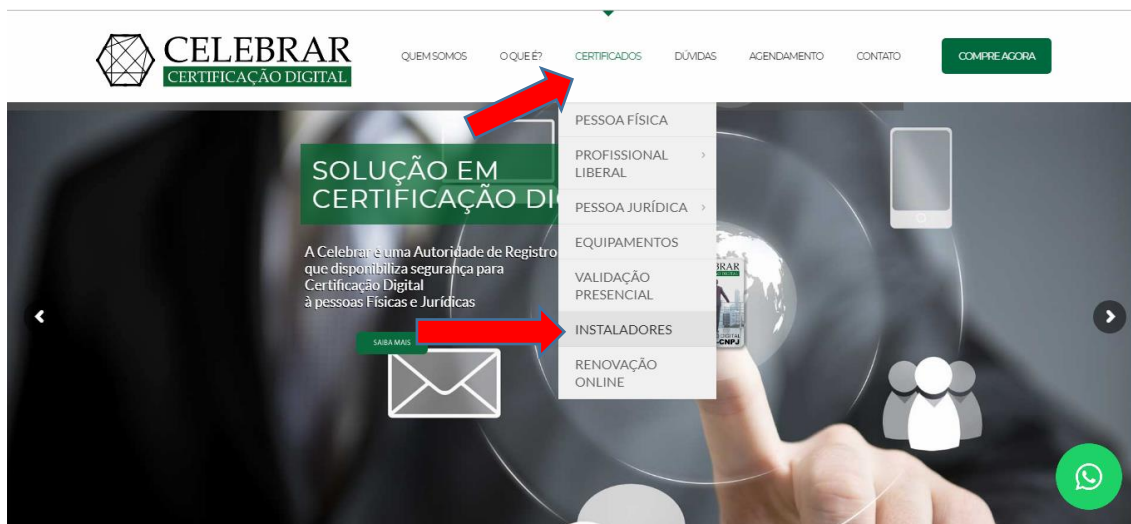 CELEBRAR
CERTIFICAÇÃO DIGITAL
QUEM SOMOS
O QUE É?
CERTIFICADOS
DÚVIDAS
AGENDAMENTO
CONTATO
COMPRE AGORA
PESSOA FÍSICA
PROFISSIONAL
LIBERAL
PESSOA JURÍDICA
EQUIPAMENTOS
VALIDAÇÃO
PRESENCIAL
INSTALADORES
RENOVAÇÃO
ONLINE
SOLUÇÃO EM
CERTIFICAÇÃO DI
A Celebrar é uma Autoridade de Registro
que disponibiliza segurança para
Certificação Digital
à pessoas Físicas e Jurídicas
SAIBA MAIS
BRAR
-CNPJ